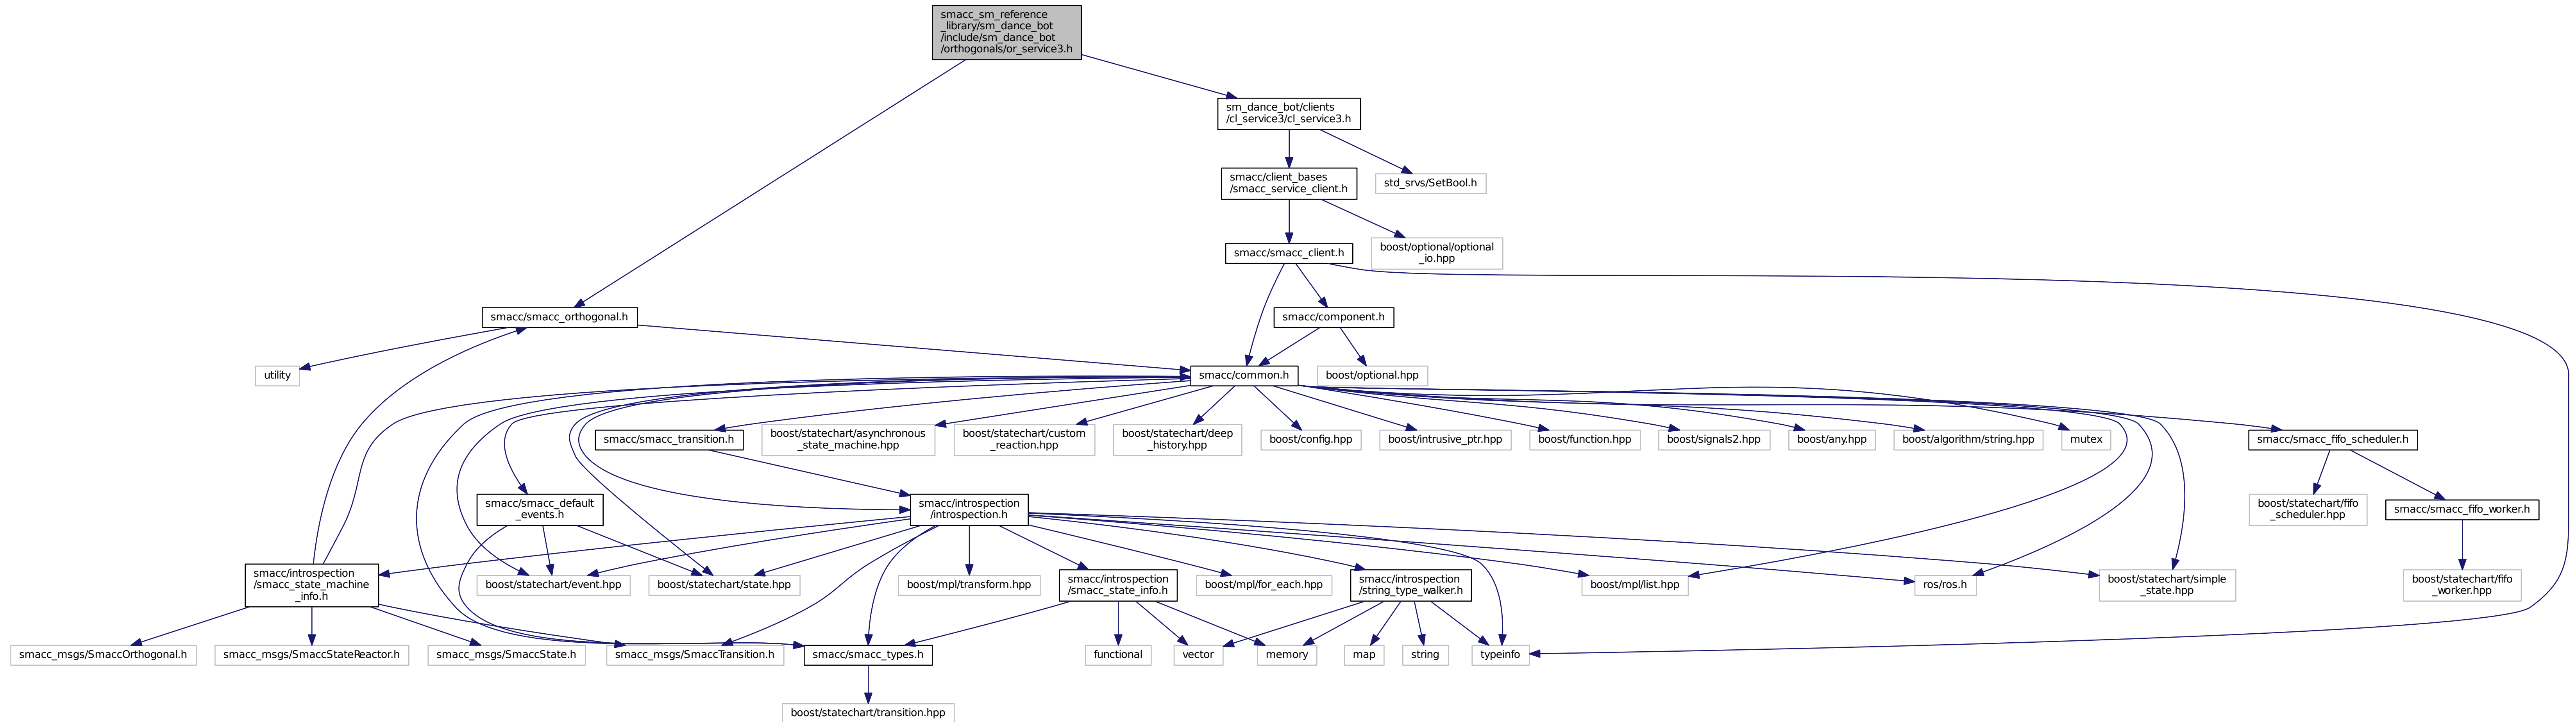 smacc_sm_reference
_library/sm_dance_bot
/include/sm_dance_bot
/orthogonals/or_service3.h
sm_dance_bot/clients
/cl_service3/cl_service3.h
smacc/client_bases
/smacc_service_client.h
std_srvs/SetBool.h
smacc/smacc_client.h
boost/optional/optional
_io.hpp
smacc/smacc_orthogonal.h
smacc/component.h
utility
smacc/common.h
boost/optional.hpp
smacc/smacc_transition.h
boost/statechart/asynchronous
_state_machine.hpp
boost/statechart/custom
_reaction.hpp
boost/statechart/deep
_history.hpp
boost/config.hpp
boost/intrusive_ptr.hpp
boost/function.hpp
boost/signals2.hpp
boost/any.hpp
boost/algorithm/string.hpp
mutex
smacc/smacc_fifo_scheduler.h
smacc/smacc_default
_events.h
smacc/introspection
/introspection.h
boost/statechart/fifo
_scheduler.hpp
smacc/smacc_fifo_worker.h
smacc/introspection
/smacc_state_machine
_info.h
boost/statechart/event.hpp
boost/statechart/state.hpp
boost/mpl/transform.hpp
smacc/introspection
/smacc_state_info.h
boost/mpl/for_each.hpp
smacc/introspection
/string_type_walker.h
boost/mpl/list.hpp
ros/ros.h
boost/statechart/simple
_state.hpp
boost/statechart/fifo
_worker.hpp
smacc_msgs/SmaccOrthogonal.h
smacc_msgs/SmaccStateReactor.h
smacc_msgs/SmaccState.h
smacc_msgs/SmaccTransition.h
smacc/smacc_types.h
functional
vector
memory
map
string
typeinfo
boost/statechart/transition.hpp